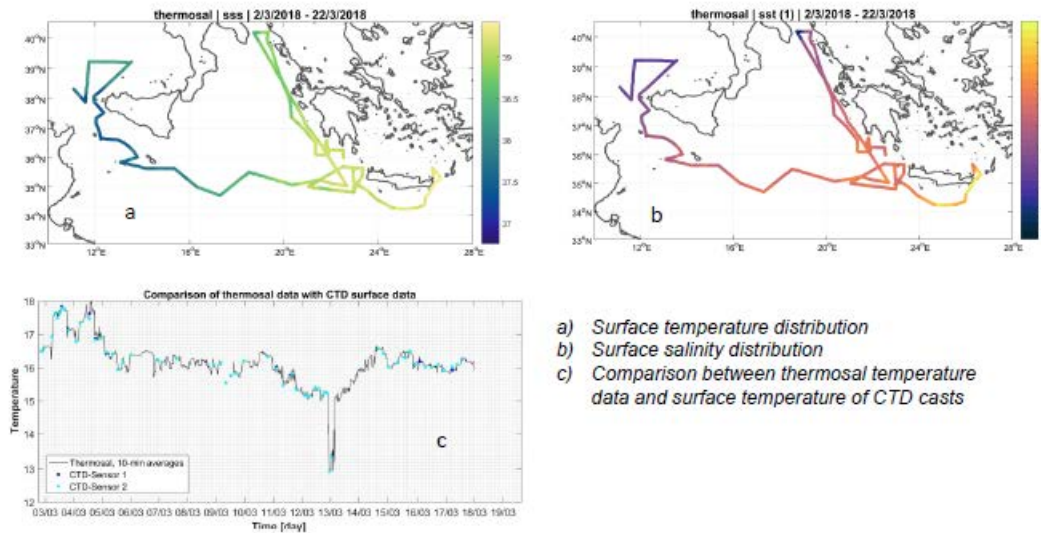 thermosal | sss | 2/3/2018 - 22/3/2018
40°N
39°N
38°N
37°N
36°N
35°N
34°N
33°N
12°E
16°E
20°E
24°E
28°E
39
38.5
38
37.5
37
a
thermosal | sst (1) | 2/3/2018 - 22/3/2018
40°N
39°N
38°N
37°N
36°N
35°N
34°N
33°N
12°E
16°E
20°E
24°E
28°E
b
Comparison of thermosal data with CTD surface data
Temperature
18
17
16
15
14
13
12
c
Thermosal, 10-min averages
CTD-Sensor 1
CTD-Sensor 2
03/03 04/03 05/03 06/03 07/03 08/03 09/03 10/03 11/03 12/03 13/03 14/03 15/03 16/03 17/03 18/03 19/03
Time [day]
a) Surface temperature distribution
b) Surface salinity distribution
c) Comparison between thermosal temperature
data and surface temperature of CTD casts